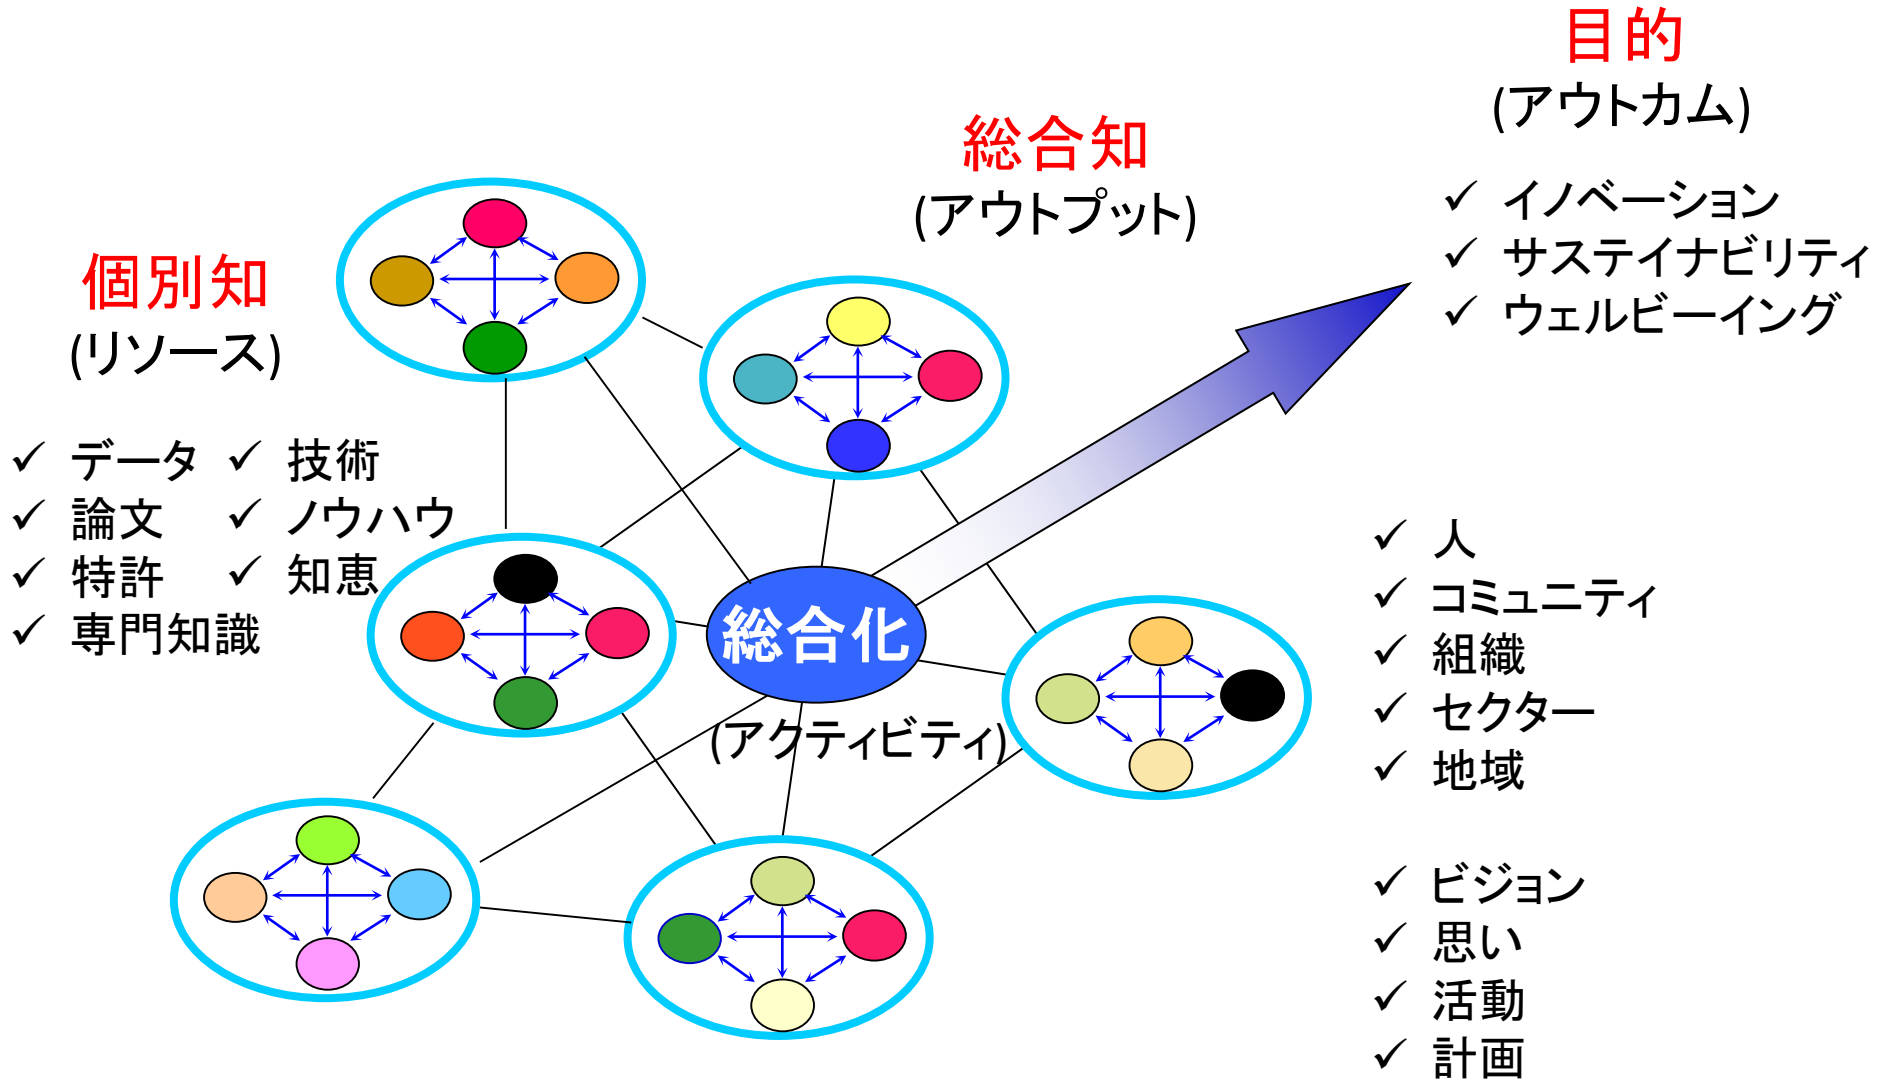 目的
(アウトカム)
✓ イノベーション
✓ サステイナビリティ
✓ ウェルビーイング
総合知
(アウトプット)
個別知
(リソース)
✓ データ ✓ 技術
✓ 論文 ✓ ノウハウ
✓ 特許 ✓ 知恵
✓ 専門知識
総合化
(アクティビティ)
✓ 人
✓ コミュニティ
✓ 組織
✓ セクター
✓ 地域
✓ ビジョン
✓ 思い
✓ 活動
✓ 計画